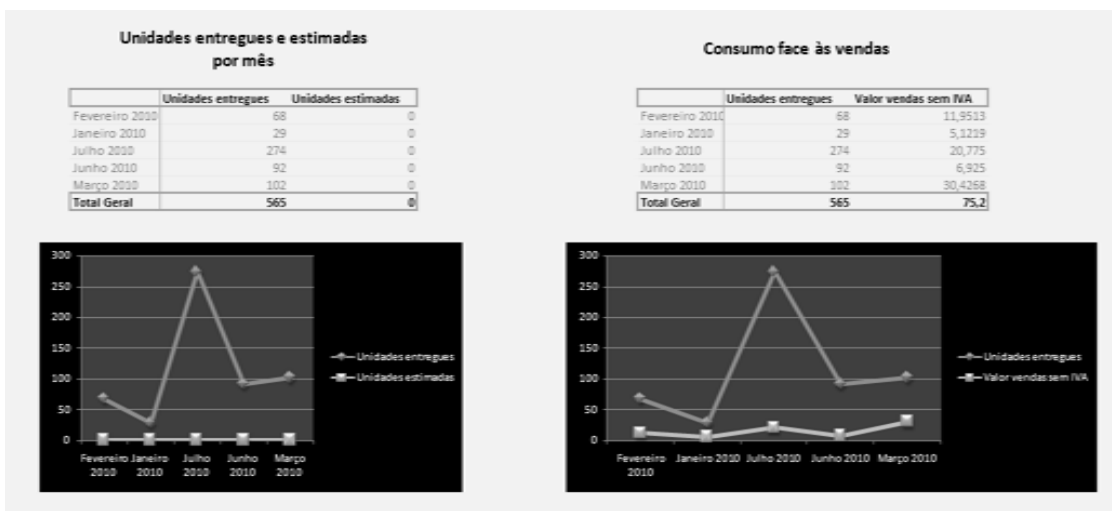 Unidades entregues e estimadas
por mês
Unidades entregues Unidades estimadas
Fevereiro 2010 68 0
Janeiro 2010 29 0
Julho 2010 274 0
Junho 2010 92 0
Março 2010 102 0
Total Geral 565 0
300
250
200
150
100
50
0
Fevereiro Janeiro Julho Junho Março
2010 2010 2010 2010 2010
Unidades entregues
Unidades estimadas
Consumo face às vendas
Unidades entregues Valor vendas sem IVA
Fevereiro 2010 68 11,9513
Janeiro 2010 29 5,1219
Julho 2010 274 20,775
Junho 2010 92 6,925
Março 2010 102 30,4268
Total Geral 565 75,2
300
250
200
150
100
50
0
Fevereiro Janeiro 2010 Julho 2010 Junho 2010 Março 2010
2010
Unidades entregues
Valor vendas sem IVA